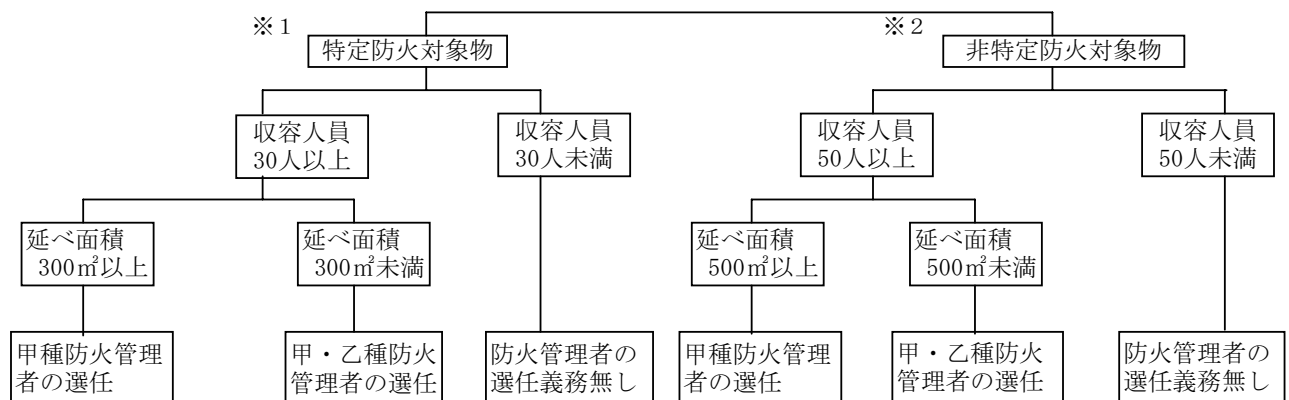 ※1
特定防火対象物
※2
非特定防火対象物
収容人員
30人以上
収容人員
30人未満
収容人員
50人以上
収容人員
50人未満
延べ面積
300㎡以上
延べ面積
300㎡未満
延べ面積
500㎡以上
延べ面積
500㎡未満
甲種防火管理
者の選任
甲・乙種防火
管理者の選任
防火管理者の
選任義務無し
甲種防火管理
者の選任
甲・乙種防火
管理者の選任
防火管理者の
選任義務無し